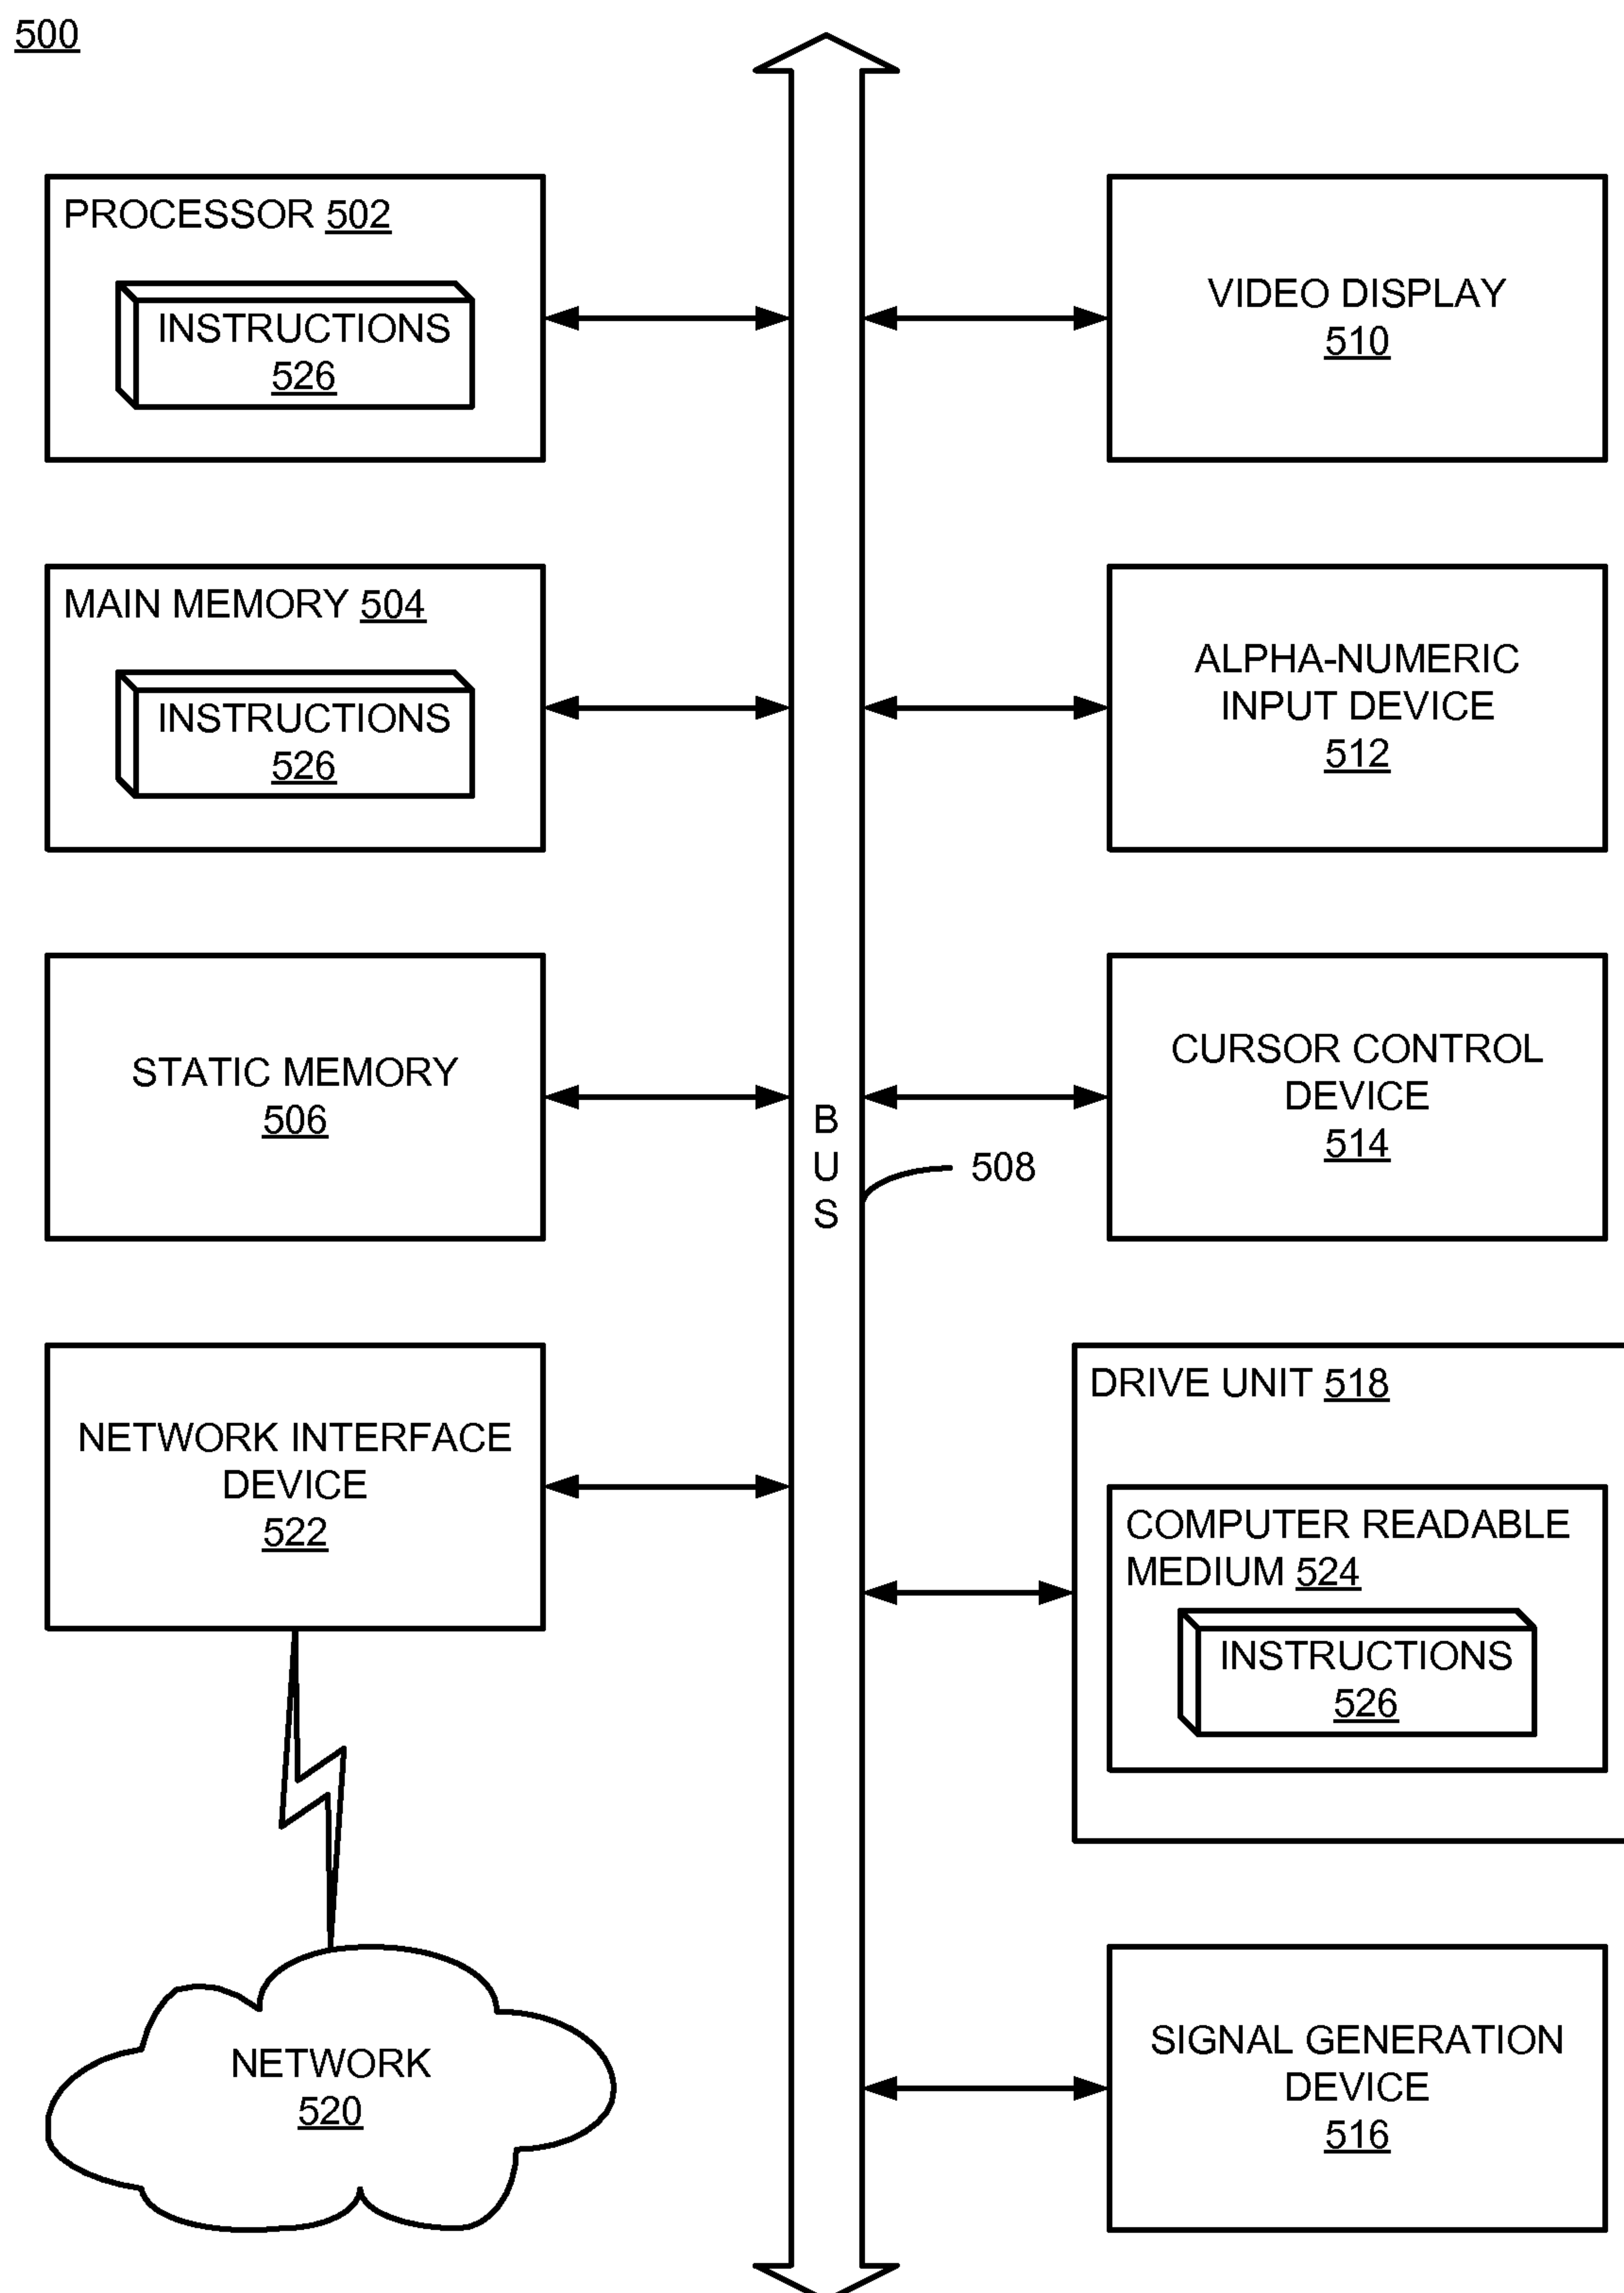 500
PROCESSOR 502
INSTRUCTIONS
526
VIDEO DISPLAY
510
MAIN MEMORY 504
INSTRUCTIONS
526
ALPHA-NUMERIC
INPUT DEVICE
512
STATIC MEMORY
506
B
U
S
508
CURSOR CONTROL
DEVICE
514
NETWORK INTERFACE
DEVICE
522
DRIVE UNIT 518
COMPUTER READABLE
MEDIUM 524
INSTRUCTIONS
526
NETWORK
520
SIGNAL GENERATION
DEVICE
516